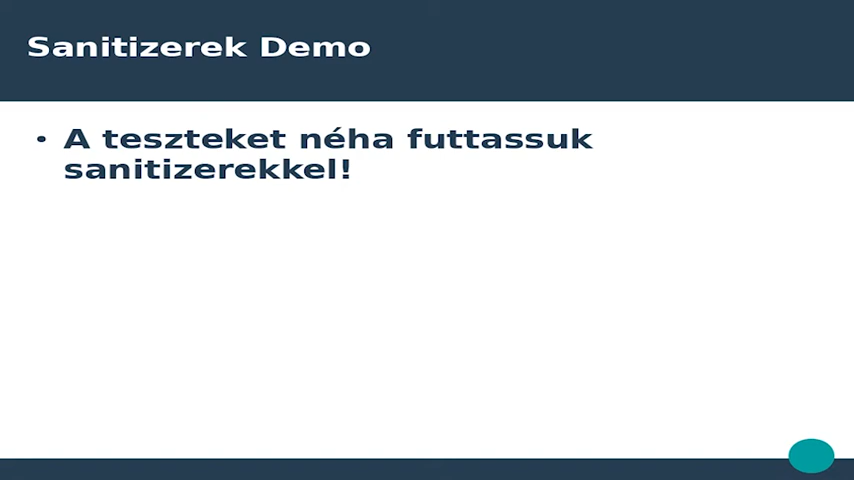 Sanitizerek Demo
• A teszteket néha futtassuk
sanitizerekkel!